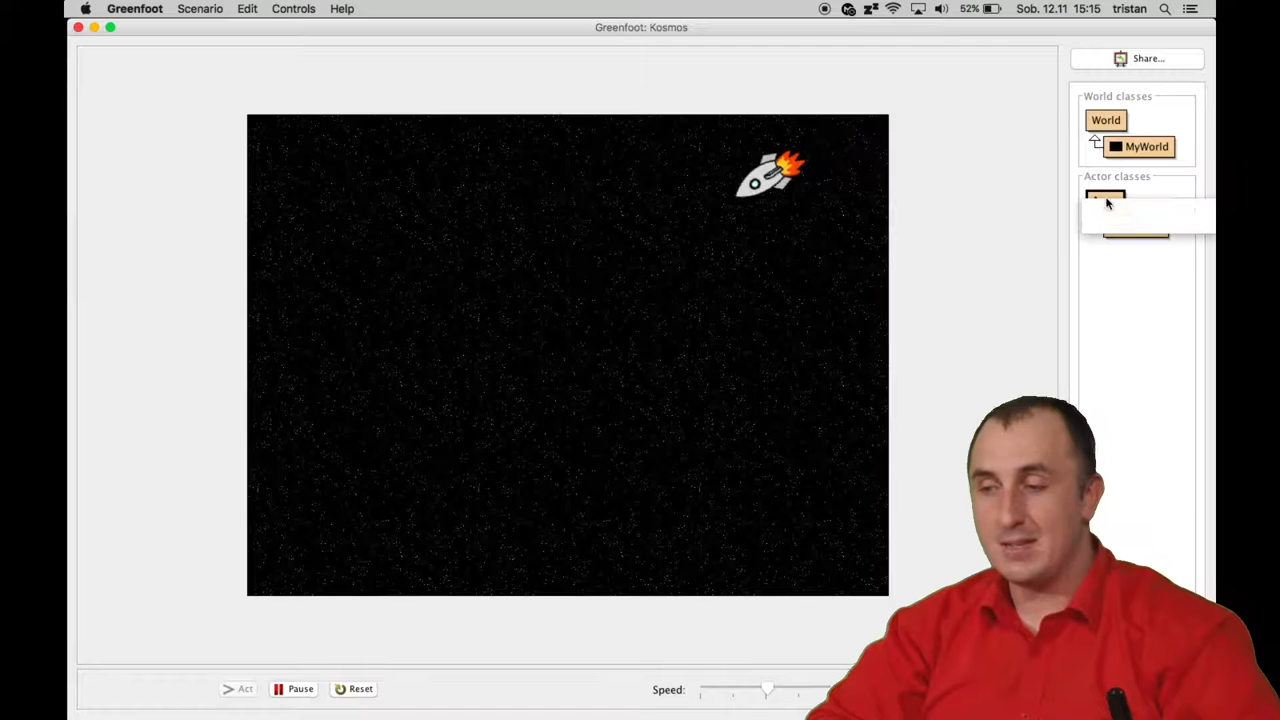 Greenfoot Scenario Edit Controls Help 52% Sob. 12.11 15:15 tristan
Greenfoot: Kosmos
Share...
World classes
World
MyWorld
Actor classes
Act Pause Reset Speed: